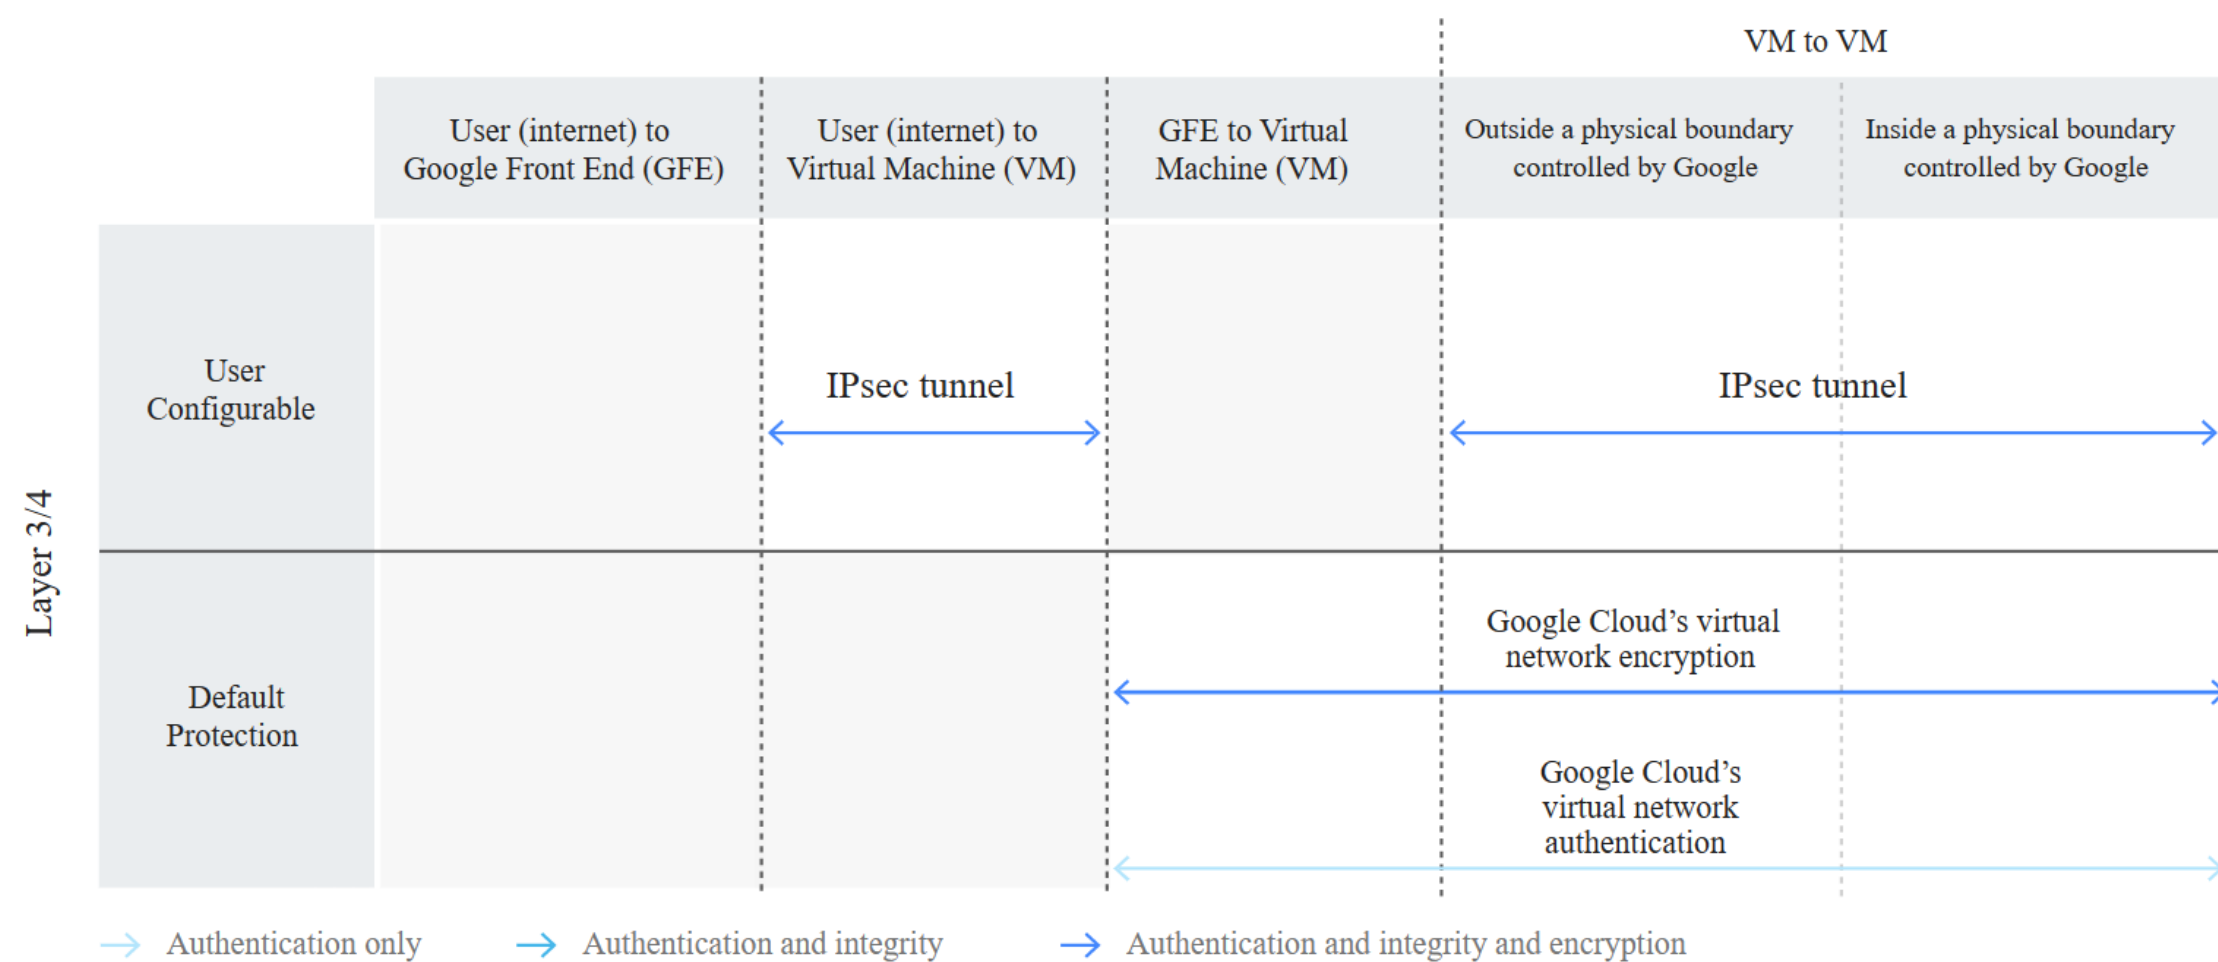 VM to VM
User (internet) to
Google Front End (GFE)
User (internet) to
Virtual Machine (VM)
GFE to Virtual
Machine (VM)
Outside a physical boundary
controlled by Google
Inside a physical boundary
controlled by Google
Layer 3/4
User
Configurable
IPsec tunnel
IPsec tunnel
Default
Protection
Google Cloud’s virtual
network encryption
Google Cloud’s
virtual network
authentication
Authentication only
Authentication and integrity
Authentication and integrity and encryption